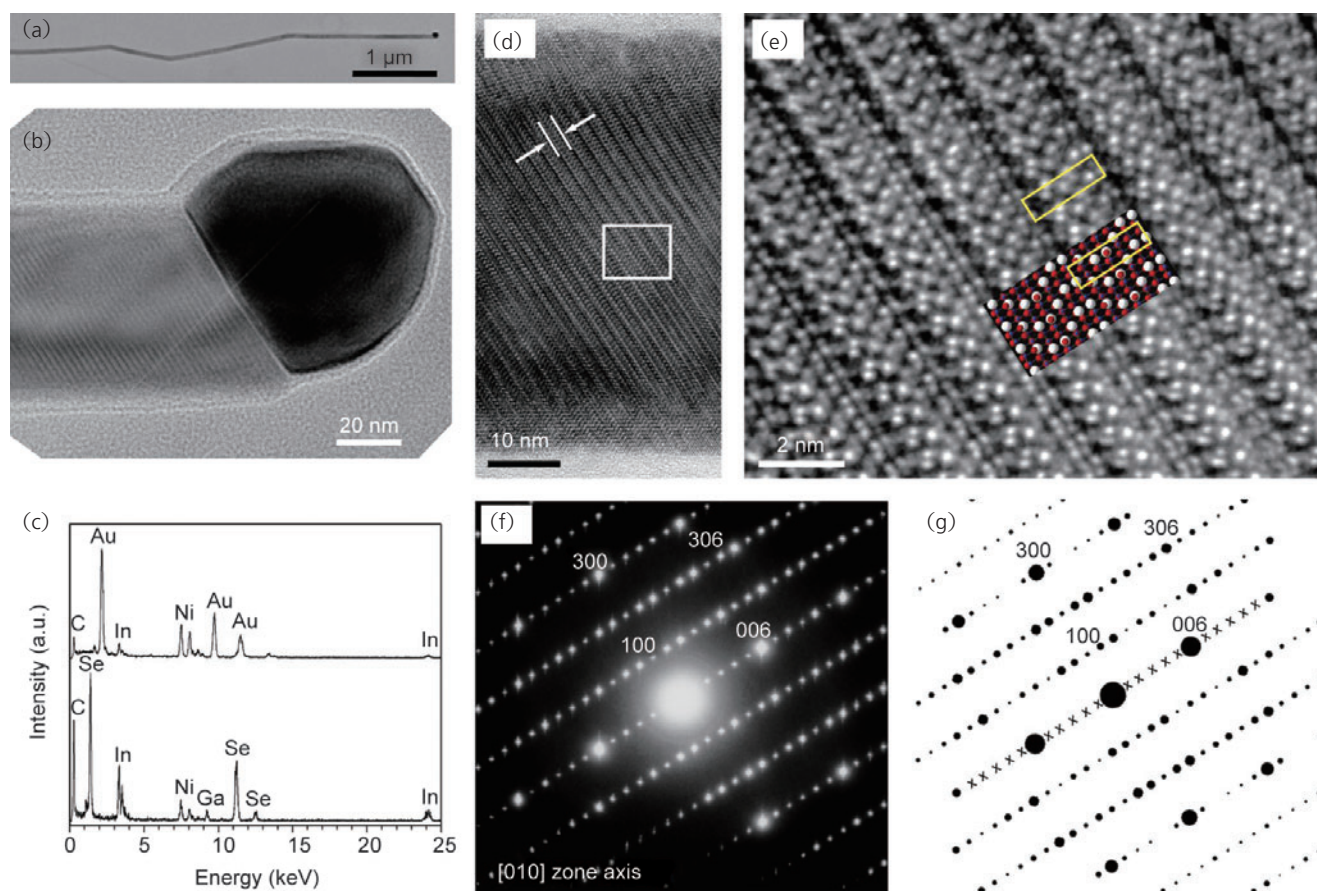 (a)
1 μm
(b)
20 nm
(d)
10 nm
(e)
2 nm
(c)
Au
C
In
Ni
Au
Au
In
Se
C
In
Ni
Ga
Se
Se
In
Intensity (a.u.)
0 5 10 15 20 25
Energy (keV)
(f)
300
306
100
006
[010] zone axis
(g)
300
306
100
006